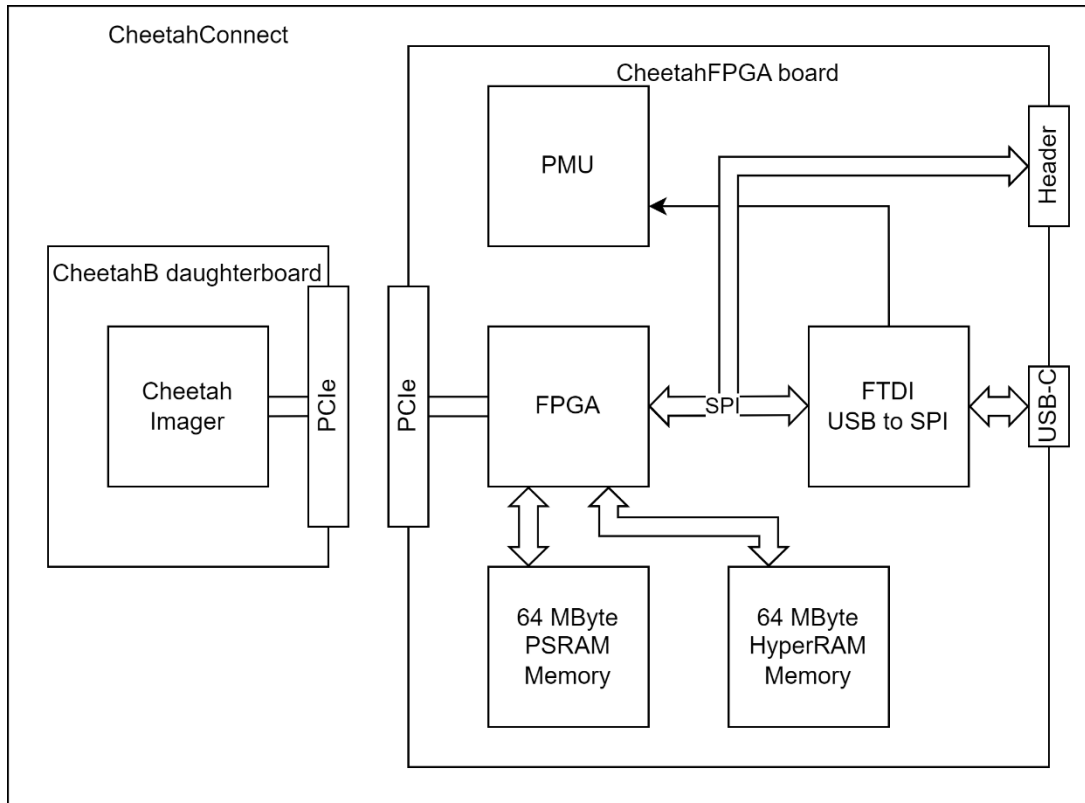 CheetahConnect
CheetahFPGA board
PMU
Header
CheetahB daughterboard
Cheetah
Imager
PCIe
PCIe
FPGA
SPI
FTDI
USB to SPI
USB-C
64 MByte
PSRAM
Memory
64 MByte
HyperRAM
Memory